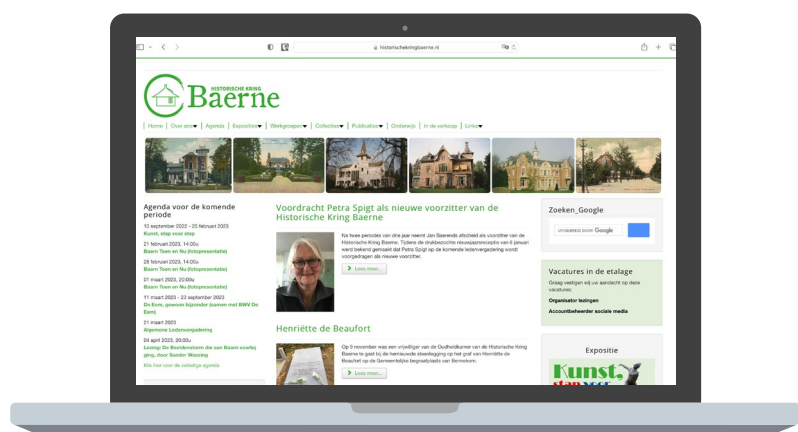 historischekringbaerne.nl
HISTORISCHE KRING
Baerne
Home | Over ons | Agenda | Exposities | Werkgroepen | Collecties | Publicaties | Onderwijs | In de verkoop | Links
Agenda voor de komende
periode
10 september 2022 - 25 februari 2023
Kunst, stap voor stap
21 februari 2023, 14:00u
Baarn Toen en Nu (fotopresentatie)
28 februari 2023, 14:00u
Baarn Toen en Nu (fotopresentatie)
01 maart 2023, 20:00u
Baarn Toen en Nu (fotopresentatie)
11 maart 2023 - 23 september 2023
De Eem, gewoon bijzonder (samen met BWV De
Eem)
21 maart 2023
Algemene Ledenvergadering
04 april 2023, 20:00u
Lezing: De Beeldenstorm die aan Baarn voorbij
ging, door Sander Wassing
Klik hier voor de volledige agenda
Voordracht Petra Spigt als nieuwe voorzitter van de
Historische Kring Baerne
Na twee periodes van drie jaar neemt Jan Baerends afscheid als voorzitter van de
Historische Kring Baerne. Tijdens de drukbezochte nieuwjaarsreceptie van 6 januari
werd bekend gemaakt dat Petra Spigt op de komende ledenvergadering wordt
voorgedragen als nieuwe voorzitter.
Lees meer...
Henriëtte de Beaufort
Op 9 november was een vrijwilliger van de Oudheidkamer van de Historische Kring
Baerne te gast bij de hernieuwde steenlegging op het graf van Henriëtte de
Beaufort op de Gemeentelijke begraafplaats van Bennekom.
Lees meer...
Zoeken_Google
UITGEBREID DOOR Google
Vacatures in de etalage
Graag vestigen wij uw aandacht op deze
vacatures:
Organisator lezingen
Accountbeheerder sociale media
Expositie
Kunst,
stap voor